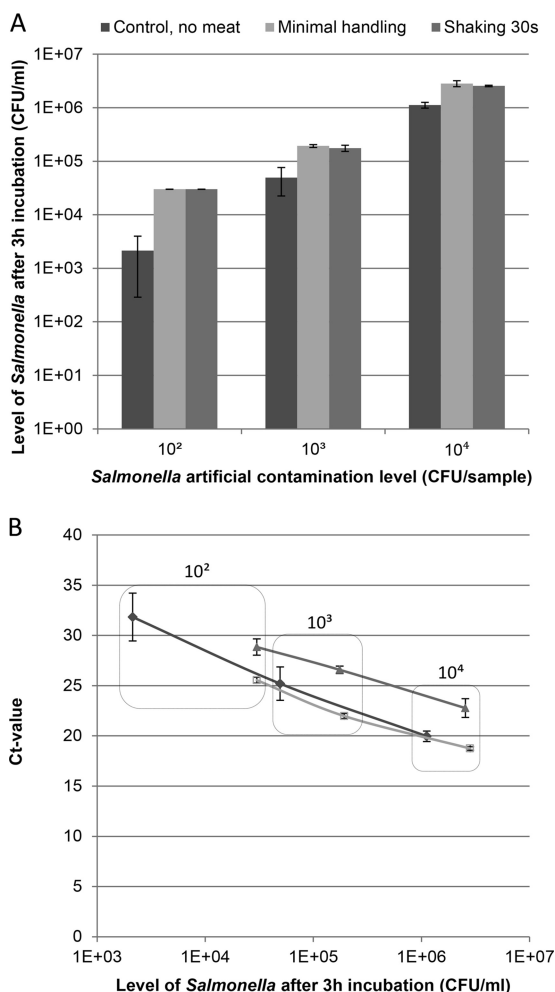 A
Control, no meat Minimal handling Shaking 30s
Level of Salmonella after 3h incubation (CFU/ml)
1E+07
1E+06
1E+05
1E+04
1E+03
1E+02
1E+01
1E+00
10² 10³ 10⁴
Salmonella artificial contamination level (CFU/sample)
B
Ct-value
40
35
30
25
20
15
10
5
0
10²
10³
10⁴
1E+03 1E+04 1E+05 1E+06 1E+07
Level of Salmonella after 3h incubation (CFU/ml)